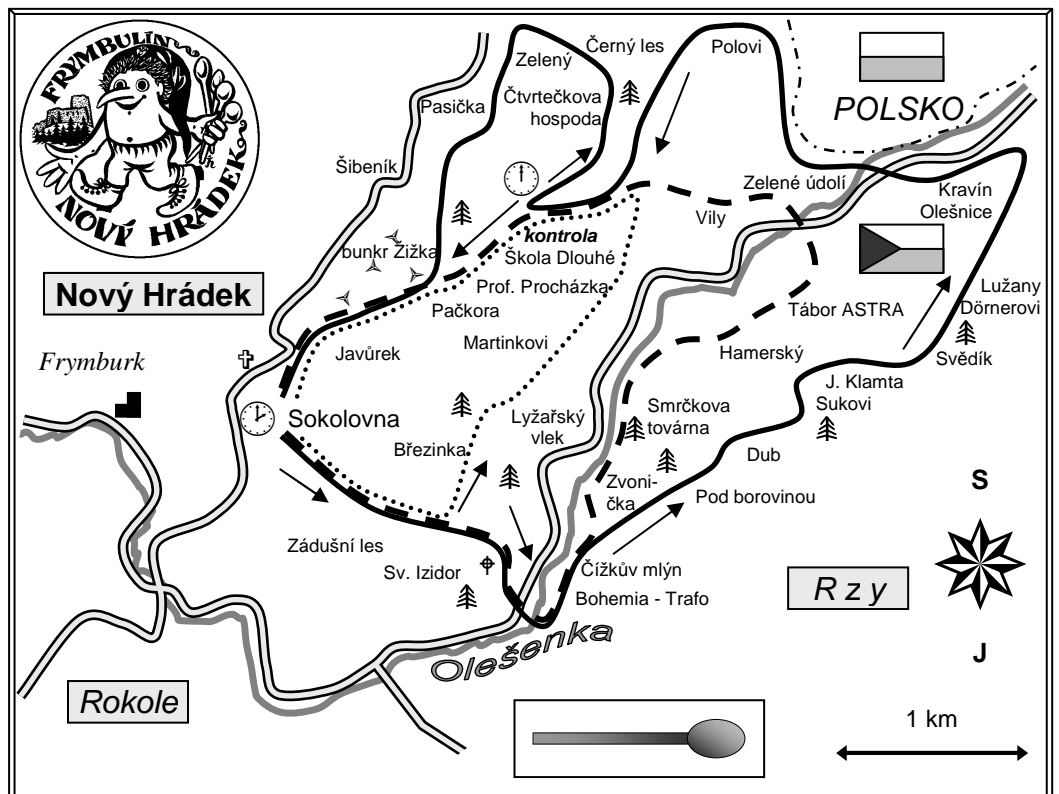 FRYMBULÍN
NOVÝ HRÁDEK
Zelený
Černý les
Polovi
Pasička
Čtvrtečkova
hospoda
POLSKO
Šibeník
Zelené údolí
Kravín
Olešnice
Vily
bunkr Žižka
kontrola
Škola Dlouhé
Nový Hrádek
Prof. Procházka
Pačkora
Tábor ASTRA
Lužany
Dörnerovi
Martinkovi
Javůrek
Hamerský
Svědík
Frymburk
J. Klamta
Sukovi
Sokolovna
Lyžařský
vlek
Smrčkova
továrna
Březinka
Dub
Zvoni-
čka
Pod borovinou
S
Zádušní les
Sv. Izidor
Čížkův mlýn
Bohemia - Trafo
R z y
Olešenka
J
Rokole
1 km